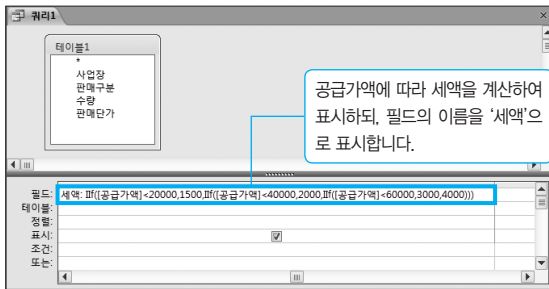 쿼리1
테이블1
*
사업장
판매구분
수량
판매단가
공급가액에 따라 세액을 계산하여
표시하되, 필드의 이름을 ‘세액’으
로 표시합니다.
필드: 세액: IIf([공급가액]<20000,1500,IIf([공급가액]<40000,2000,IIf([공급가액]<60000,3000,4000)))
테이블:
정렬:
표시:
조건:
또는: